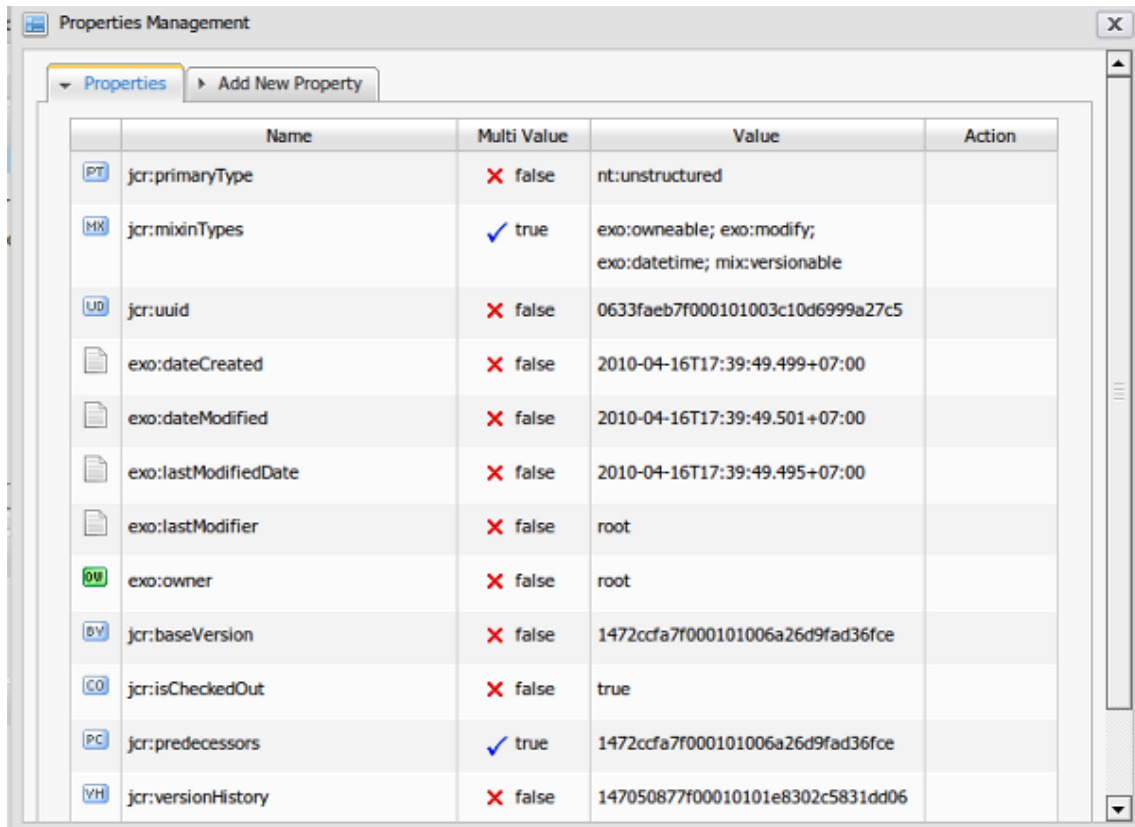 Properties Management
X
Properties Add New Property
Name Multi Value Value Action
PT jcr:primaryType false nt:unstructured
MX jcr:mixinTypes true exo:owneable; exo:modify;
exo:datetime; mix:versionable
UD jcr:uuid false 0633faeb7f000101003c10d6999a27c5
exo:dateCreated false 2010-04-16T17:39:49.499+07:00
exo:dateModified false 2010-04-16T17:39:49.501+07:00
exo:lastModifiedDate false 2010-04-16T17:39:49.495+07:00
exo:lastModifier false root
OW exo:owner false root
BV jcr:baseVersion false 1472ccfa7f000101006a26d9fad36fce
CO jcr:isCheckedOut false true
PC jcr:predecessors true 1472ccfa7f000101006a26d9fad36fce
VH jcr:versionHistory false 147050877f00010101e8302c5831dd06